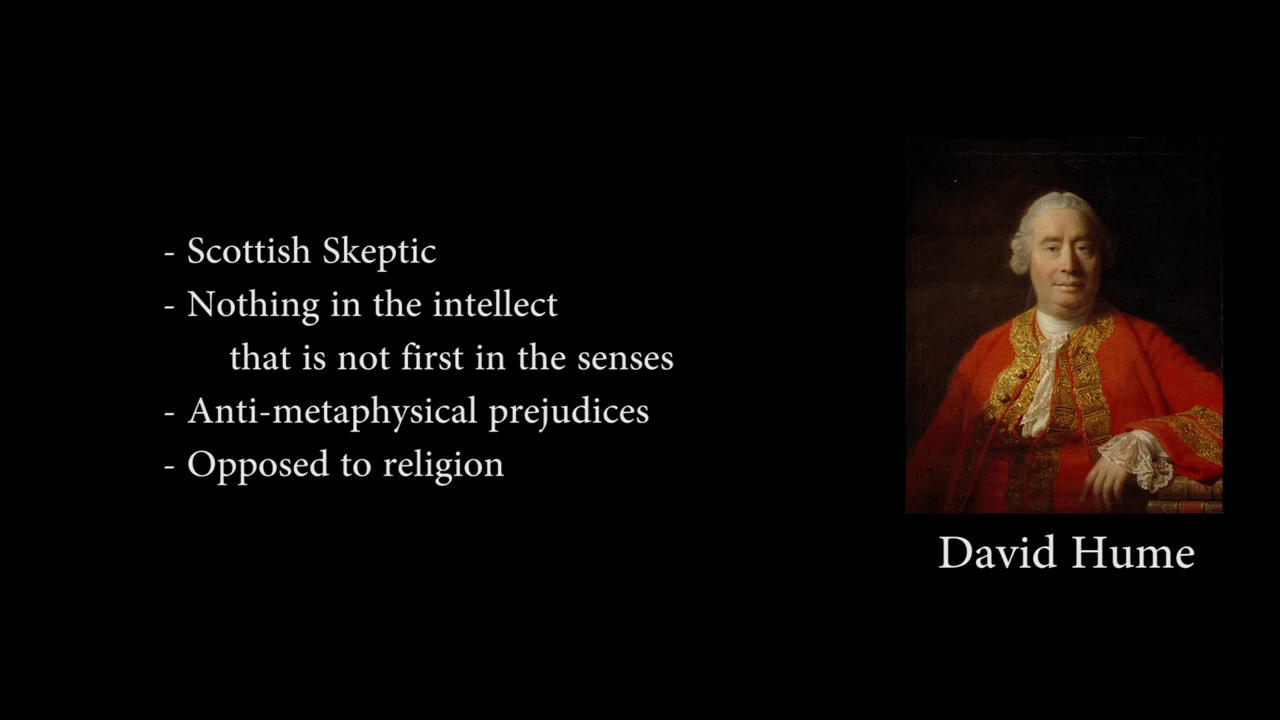 - Scottish Skeptic
- Nothing in the intellect
that is not first in the senses
- Anti-metaphysical prejudices
- Opposed to religion
David Hume